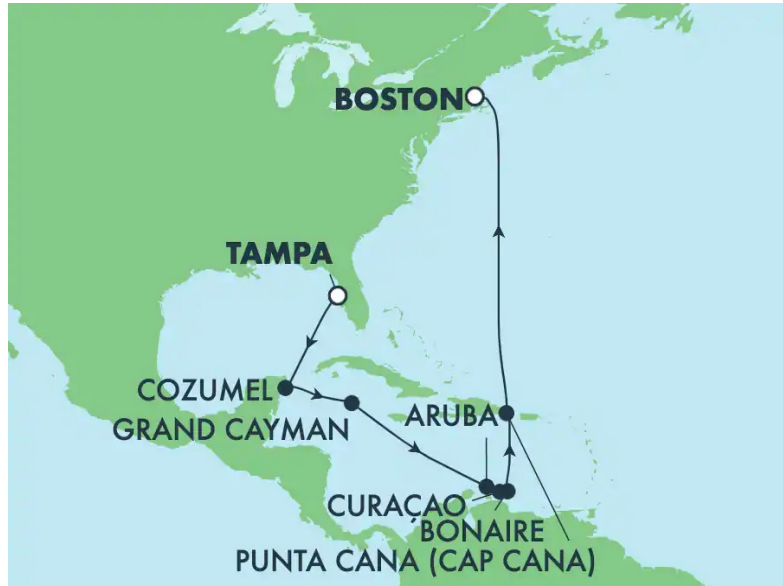 BOSTON
TAMPA
COZUMEL
GRAND CAYMAN
ARUBA
CURAÇAO
BONAIRE
PUNTA CANA (CAP CANA)